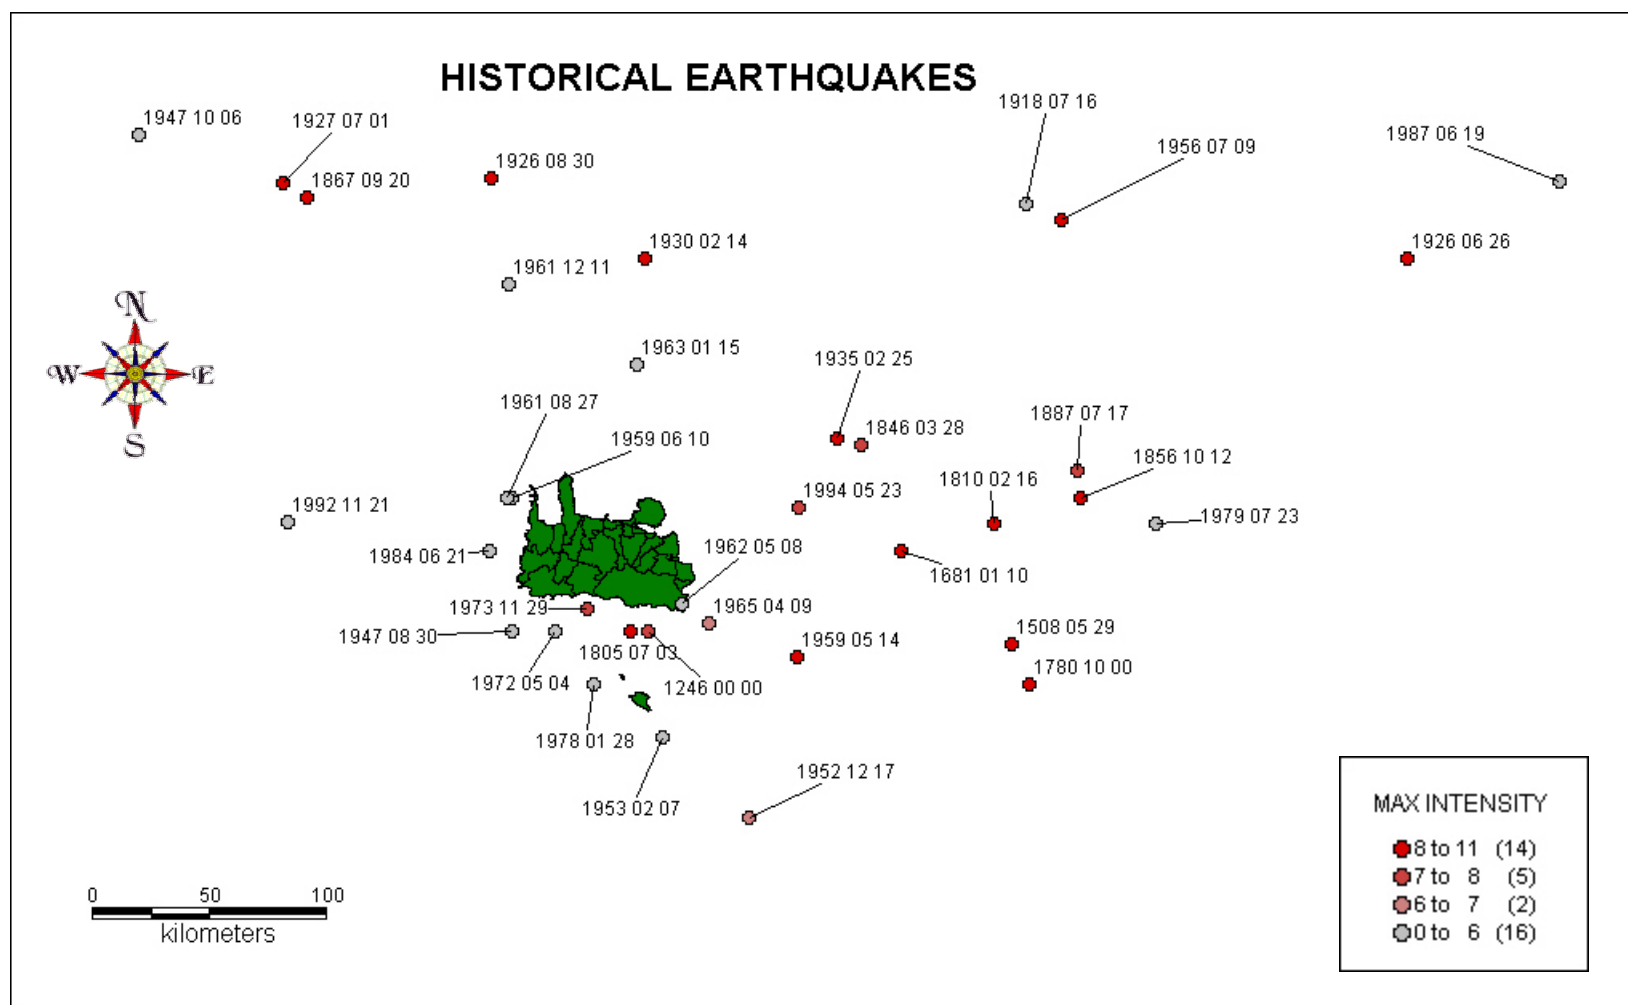 HISTORICAL EARTHQUAKES
1918 07 16
1947 10 06
1927 07 01
1987 06 19
1956 07 09
1926 08 30
1867 09 20
1930 02 14
1926 06 26
1961 12 11
N
1963 01 15
1935 02 25
W
E
1961 08 27
1887 07 17
1846 03 28
1959 06 10
S
1856 10 12
1810 02 16
1994 05 23
1992 11 21
1979 07 23
1962 05 08
1984 06 21
1681 01 10
1973 11 29
1965 04 09
1508 05 29
1947 08 30
1959 05 14
1805 07 03
1780 10 00
1972 05 04
1246 00 00
1978 01 28
1952 12 17
1953 02 07
MAX INTENSITY
8 to 11 (14)
7 to 8 (5)
6 to 7 (2)
0 to 6 (16)
0 50 100
kilometers